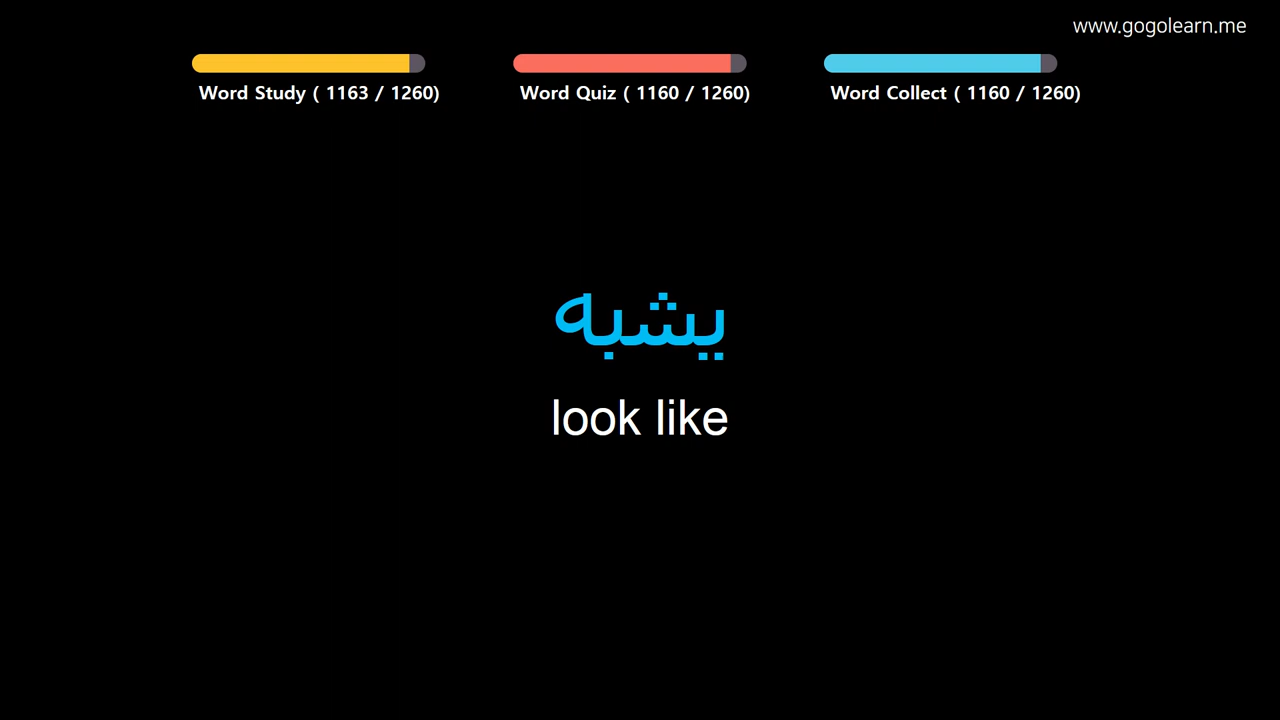 www.gogolearn.me
Word Study ( 1163 / 1260)
Word Quiz ( 1160 / 1260)
Word Collect ( 1160 / 1260)
يشبه
look like